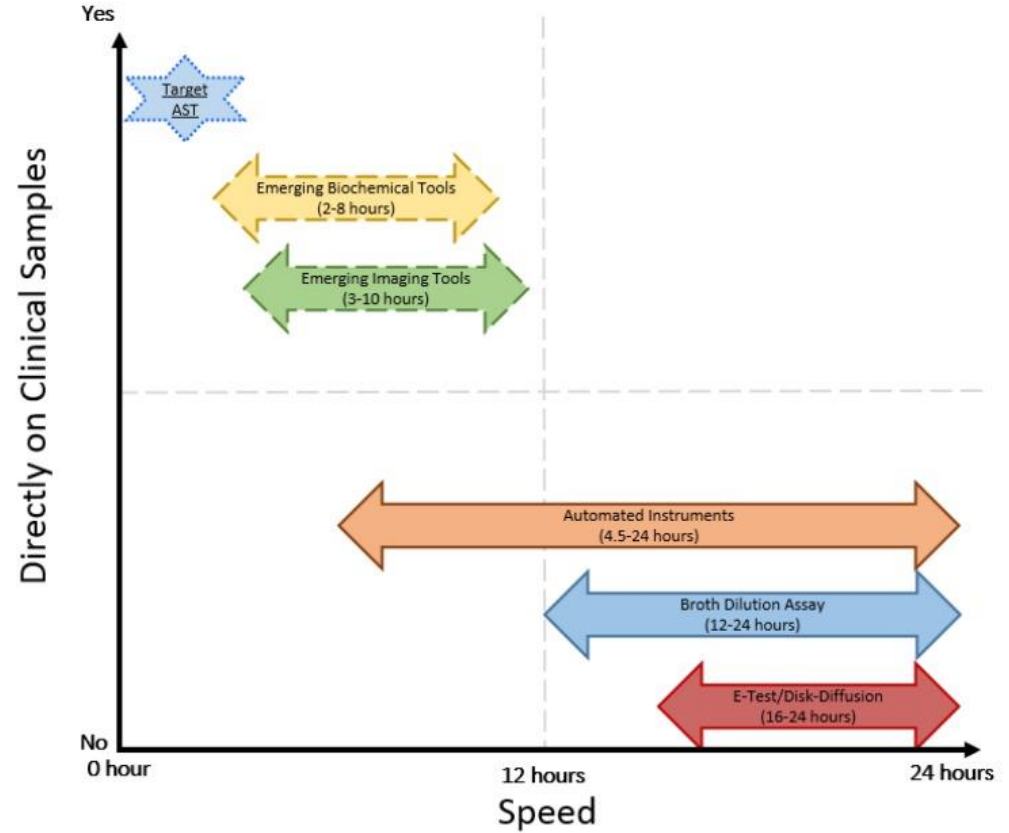 Yes
Target
AST
Directly on Clinical Samples
Emerging Biochemical Tools
(2-8 hours)
Emerging Imaging Tools
(3-10 hours)
Automated Instruments
(4.5-24 hours)
Broth Dilution Assay
(12-24 hours)
E-Test/Disk-Diffusion
(16-24 hours)
No
0 hour
12 hours
24 hours
Speed